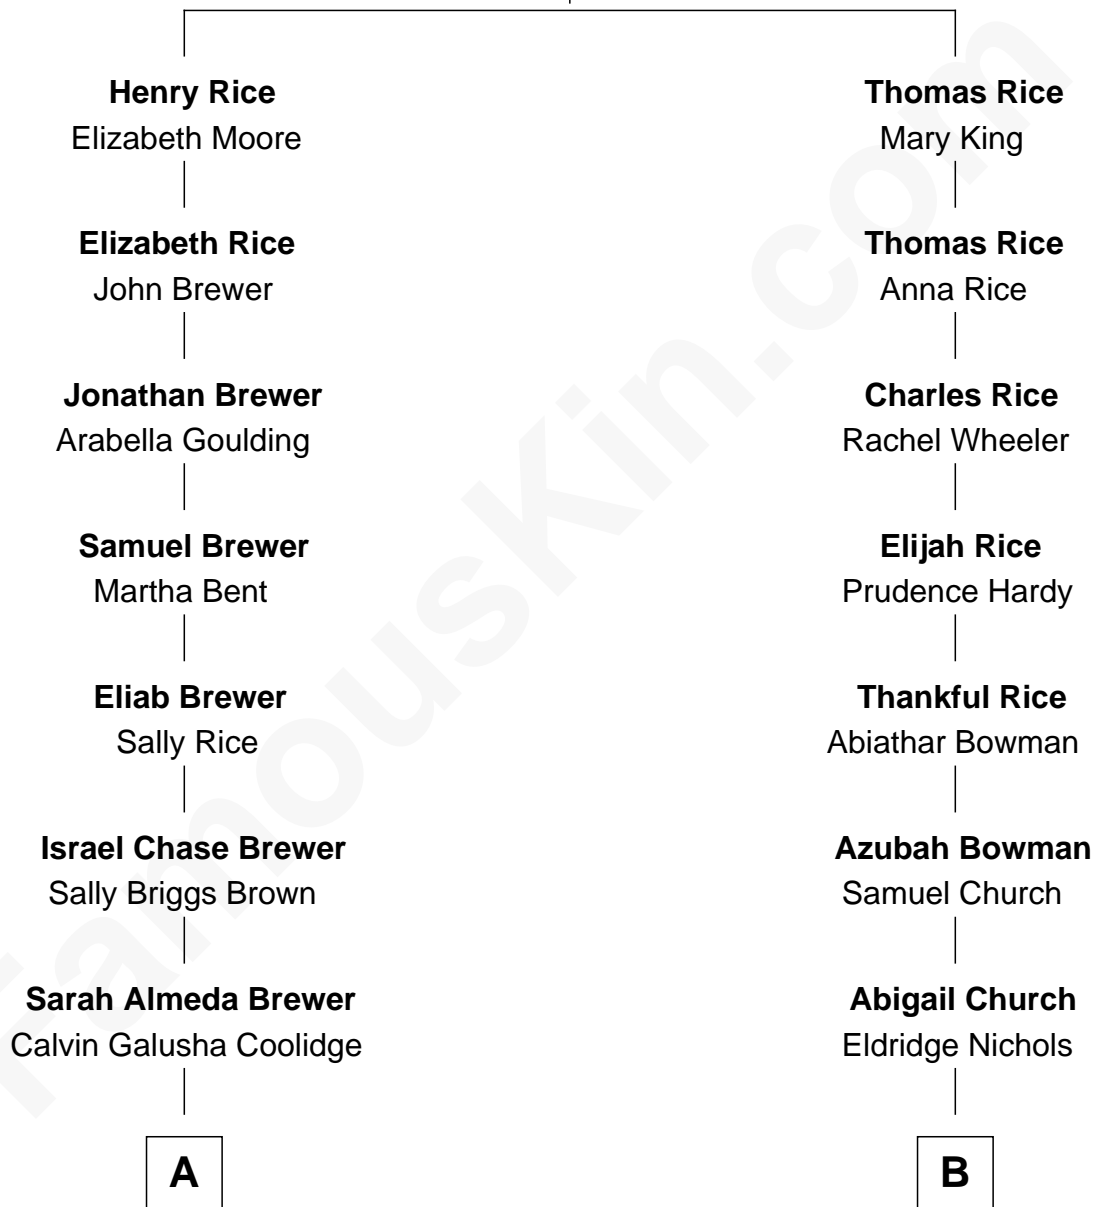 Henry Rice
Elizabeth Moore
Elizabeth Rice
John Brewer
Jonathan Brewer
Arabella Goulding
Samuel Brewer
Martha Bent
Eliab Brewer
Sally Rice
Israel Chase Brewer
Sally Briggs Brown
Sarah Almeda Brewer
Calvin Galusha Coolidge
A
Thomas Rice
Mary King
Thomas Rice
Anna Rice
Charles Rice
Rachel Wheeler
Elijah Rice
Prudence Hardy
Thankful Rice
Abiathar Bowman
Azubah Bowman
Samuel Church
Abigail Church
Eldridge Nichols
B
FamousKin.com